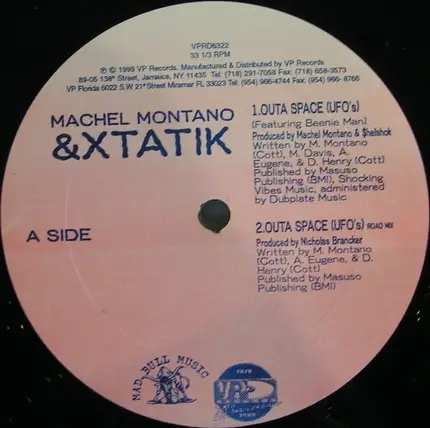 VPRD6322
33 1/3 RPM
℗ © 1999 VP Records. Manufactured & Distributed by VP Records
89-05 138th Street, Jamaica, NY 11435 Tel: (718) 291-7058 Fax: (718) 658-3573
VP Florida 6022 S.W 21st Street Miramar FL 33023 Tel: (954) 966-4744 Fax: (954) 966-8766
MACHEL MONTANO
&XTATIK
A SIDE
1.OUTA SPACE (UFO's)
(Featuring Beenie Man)
Produced by Machel Montano & $helshok
Written by M. Montano
(Cott), M. Davis, A.
Eugene, & D. Henry (Cott)
Published by Masuso
Publishing (BMI), Shocking
Vibes Music, administered
by Dubplate Music
2.OUTA SPACE (UFO's) ROAD MIX
Produced by Nicholas Brancker
Written by M. Montano
(Cott), A. Eugene, & D.
Henry (Cott)
Published by Masuso
Publishing (BMI)
MAD BULL MUSIC
VP